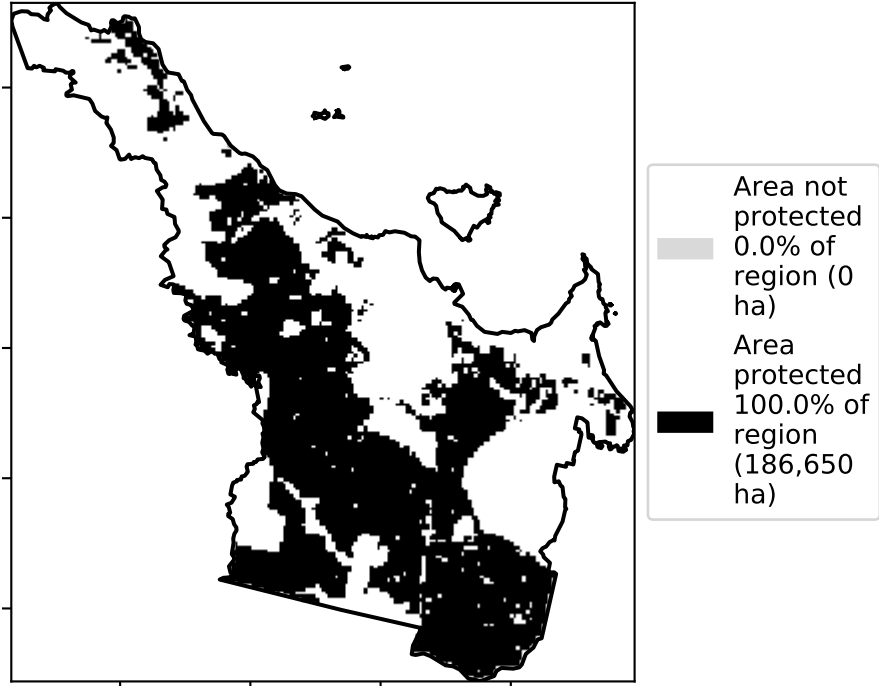 Area not
protected
0.0% of
region (0
ha)
Area
protected
100.0% of
region
(186,650
ha)